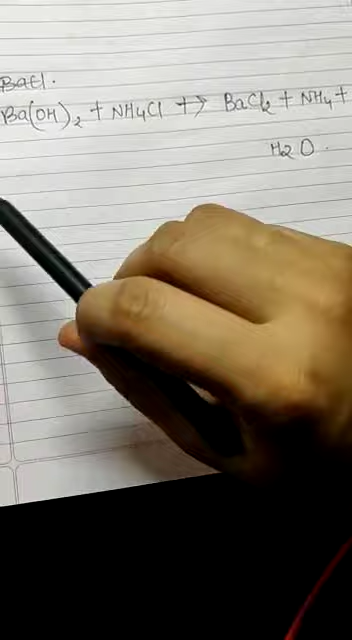 BaCl.
Ba(OH)₂ + NH₄Cl → BaCl₂ + NH₄ +
H₂O.